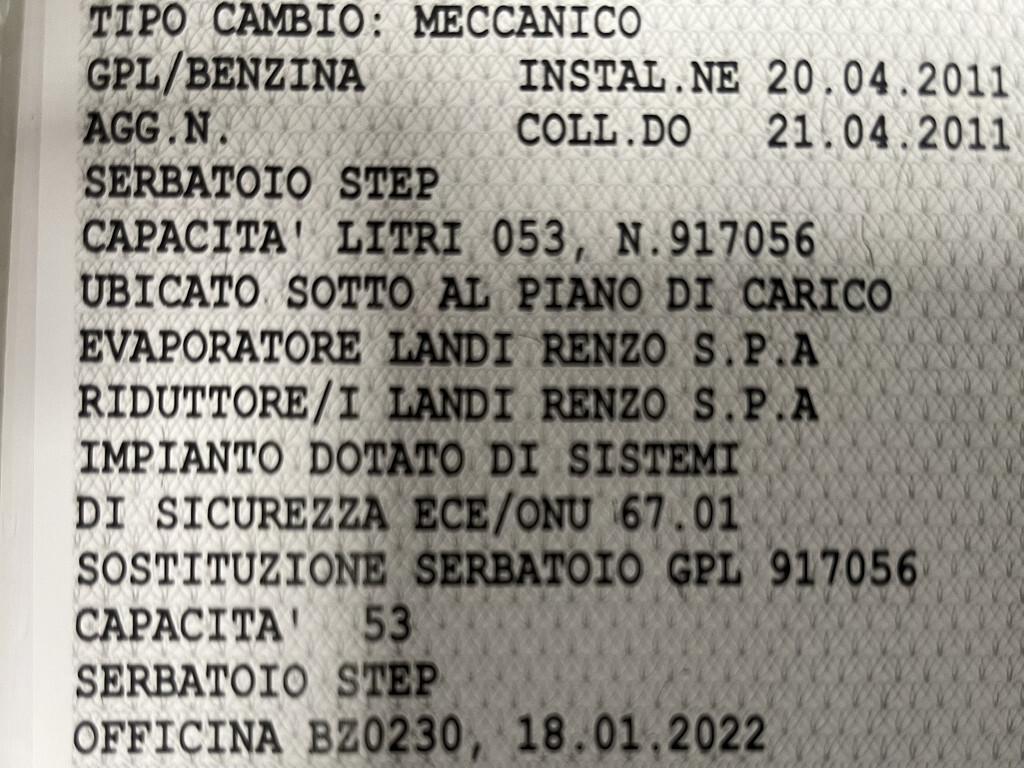 TIPO CAMBIO: MECCANICO
GPL/BENZINA INSTAL.NE 20.04.2011
AGG.N. COLL.DO 21.04.2011
SERBATOIO STEP
CAPACITA' LITRI 053, N.917056
UBICATO SOTTO AL PIANO DI CARICO
EVAPORATORE LANDI RENZO S.P.A
RIDUTTORE/I LANDI RENZO S.P.A
IMPIANTO DOTATO DI SISTEMI
DI SICUREZZA ECE/ONU 67.01
SOSTITUZIONE SERBATOIO GPL 917056
CAPACITA' 53
SERBATOIO STEP
OFFICINA BZ0230, 18.01.2022